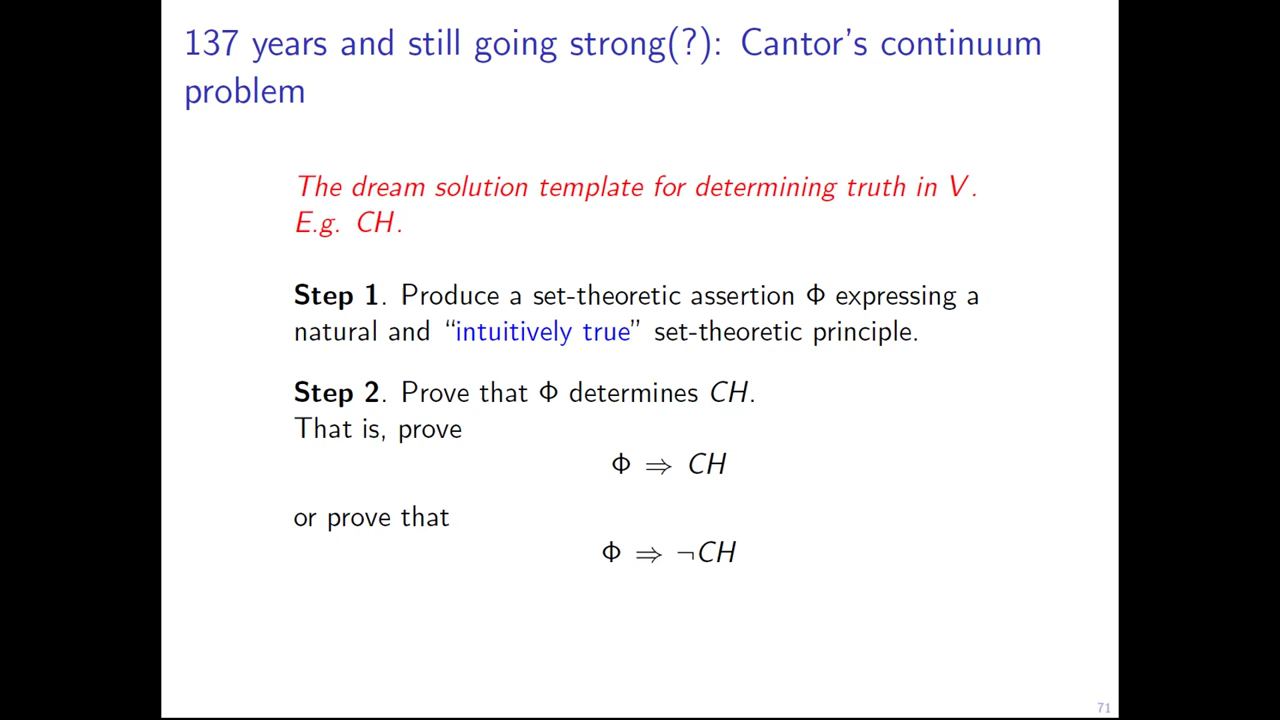 137 years and still going strong(?): Cantor's continuum
problem
The dream solution template for determining truth in V.
E.g. CH.
Step 1. Produce a set-theoretic assertion Φ expressing a
natural and “intuitively true” set-theoretic principle.
Step 2. Prove that Φ determines CH.
That is, prove
Φ ⇒ CH
or prove that
Φ ⇒ ¬CH
71